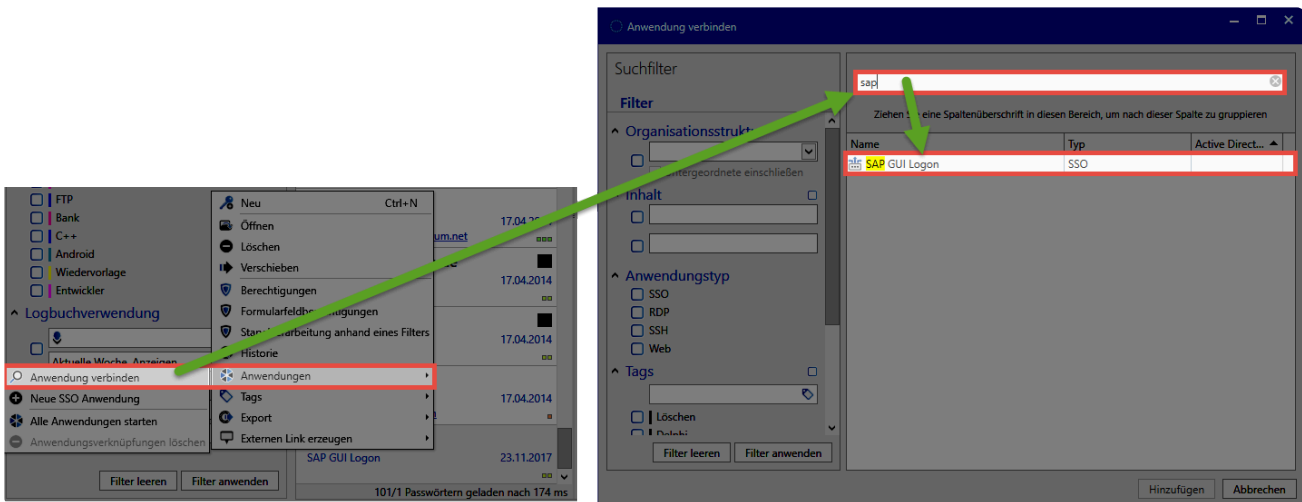 FTP
Bank
C++
Android
Wiedervorlage
Entwickler
Logbuchverwendung
Aktuelle Woche, Anzeigen
Anwendung verbinden
Neue SSO Anwendung
Alle Anwendungen starten
Anwendungsverknüpfungen löschen
Filter leeren Filter anwenden
Neu Ctrl+N
Öffnen
Löschen
Verschieben
Berechtigungen
Formularfeldberechtigungen
anhand eines Filters
Historie
Anwendungen
Tags
Export
Externen Link erzeugen
um.net
17.04.2014
17.04.2014
17.04.2014
SAP GUI Logon 23.11.2017
101/1 Passwörtern geladen nach 174 ms
Anwendung verbinden
Suchfilter
Filter
Organisationsstruktur
untergeordnete einschließen
Inhalt
Anwendungstyp
SSO
RDP
SSH
Web
Tags
Löschen
Delphi
Filter leeren Filter anwenden
sap
Ziehen Sie eine Spaltenüberschrift in diesen Bereich, um nach dieser Spalte zu gruppieren
Name Typ Active Direct...
SAP GUI Logon SSO
Hinzufügen Abbrechen